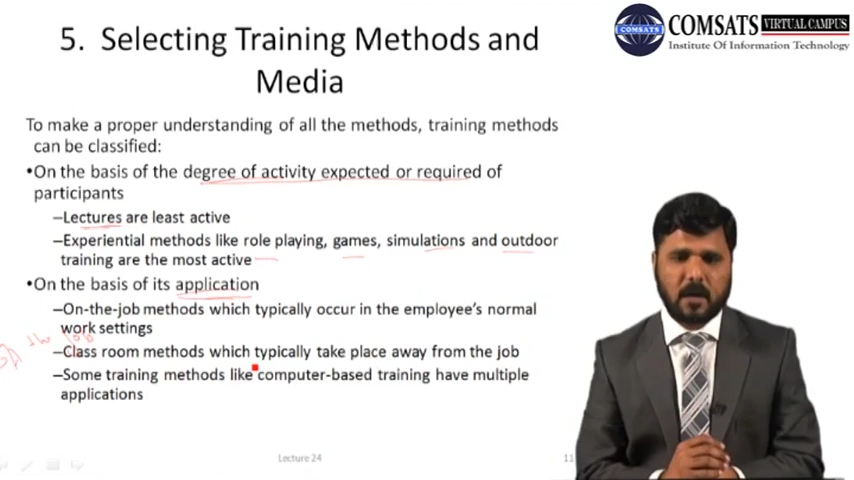 5. Selecting Training Methods and
Media
COMSATS
COMSATS VIRTUAL CAMPUS
Institute Of Information Technology
To make a proper understanding of all the methods, training methods
can be classified:
•On the basis of the degree of activity expected or required of
participants
–Lectures are least active
–Experiential methods like role playing, games, simulations and outdoor
training are the most active
•On the basis of its application
–On-the-job methods which typically occur in the employee's normal
work settings
the job
–Class room methods which typically take place away from the job
–Some training methods like computer-based training have multiple
applications
Lecture 24
11